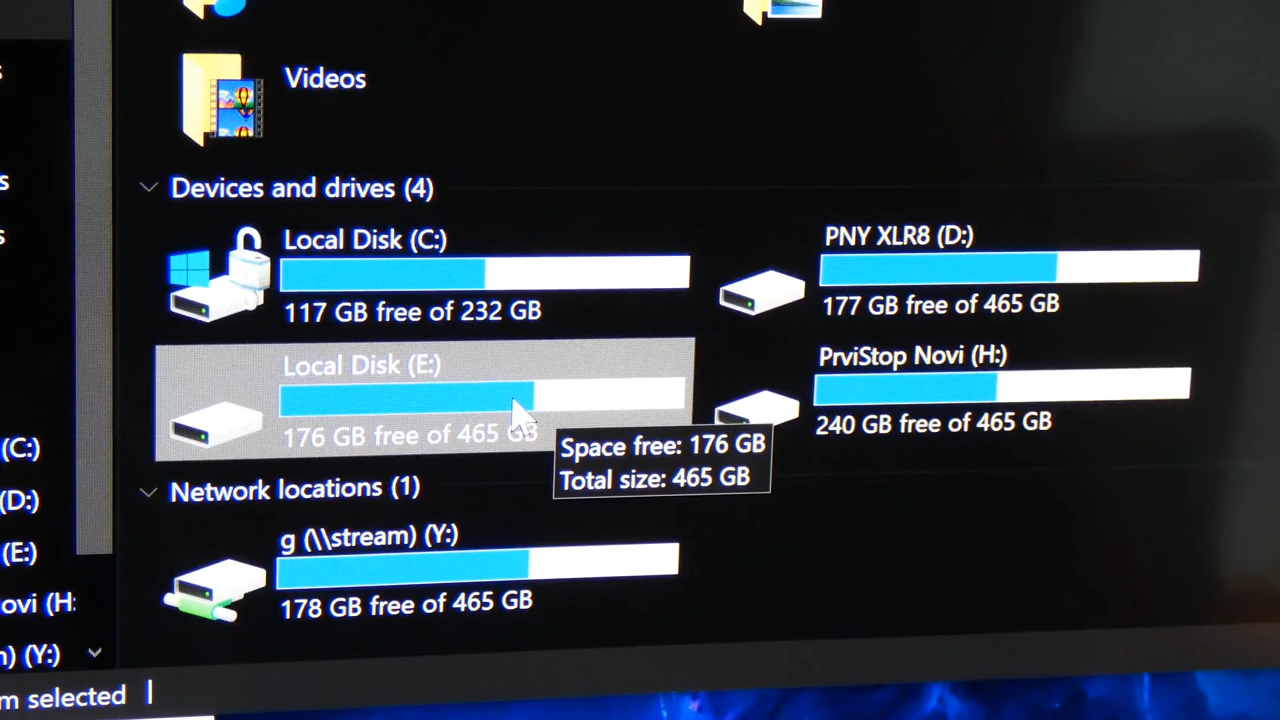 Videos
Devices and drives (4)
Local Disk (C:)
117 GB free of 232 GB
PNY XLR8 (D:)
177 GB free of 465 GB
Local Disk (E:)
176 GB free of 465 GB
PrviStop Novi (H:)
240 GB free of 465 GB
Space free: 176 GB
Total size: 465 GB
Network locations (1)
g (\\stream) (Y:)
178 GB free of 465 GB
s
s
s
(C:)
(D:)
(E:)
ovi (H:
n) (Y:)
m selected